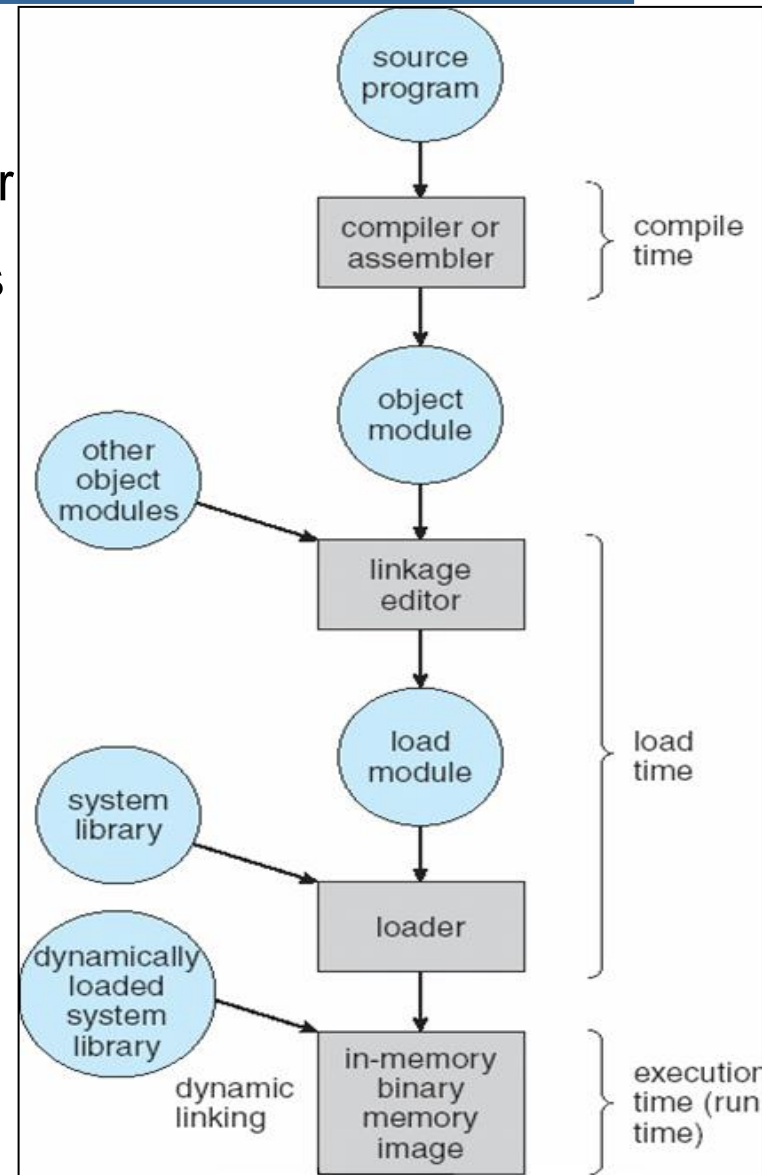 source
program
r
compiler or
assembler
compile
time
s
object
module
other
object
modules
linkage
editor
load
module
load
time
system
library
loader
dynamically
loaded
system
library
dynamic
linking
in-memory
binary
memory
image
execution
time (run
time)